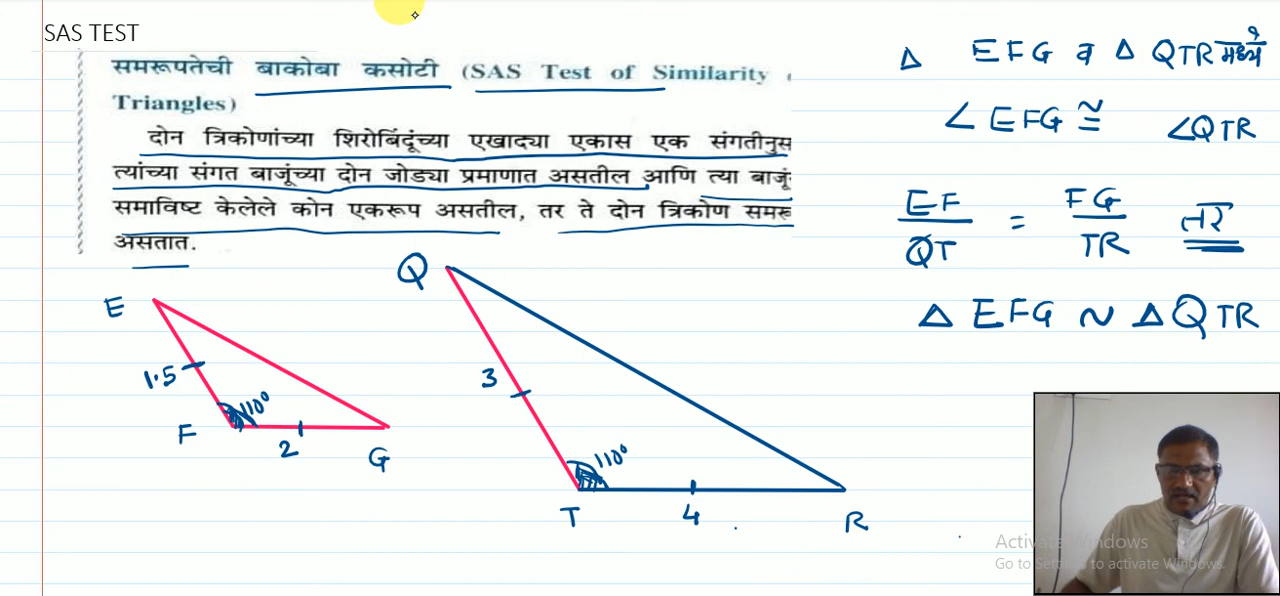 SAS TEST
समरूपतेची बाकोबा कसोटी (SAS Test of Similarity
Triangles)
दोन त्रिकोणांच्या शिरोबिंदूंच्या एखाद्या एकास एक संगतीनुस
त्यांच्या संगत बाजूंच्या दोन जोड्या प्रमाणात असतील आणि त्या बाजूं
समाविष्ट केलेले कोन एकरूप असतील, तर ते दोन त्रिकोण समरू
असतात.
Δ EFG व Δ QTR मध्ये
∠EFG ≅ ∠QTR
EF/QT = FG/TR तर
Δ EFG ~ Δ QTR
E
1.5
F
110°
2
G
Q
3
110°
T
4
R
Activate Windows
Go to Settings to activate Windows.